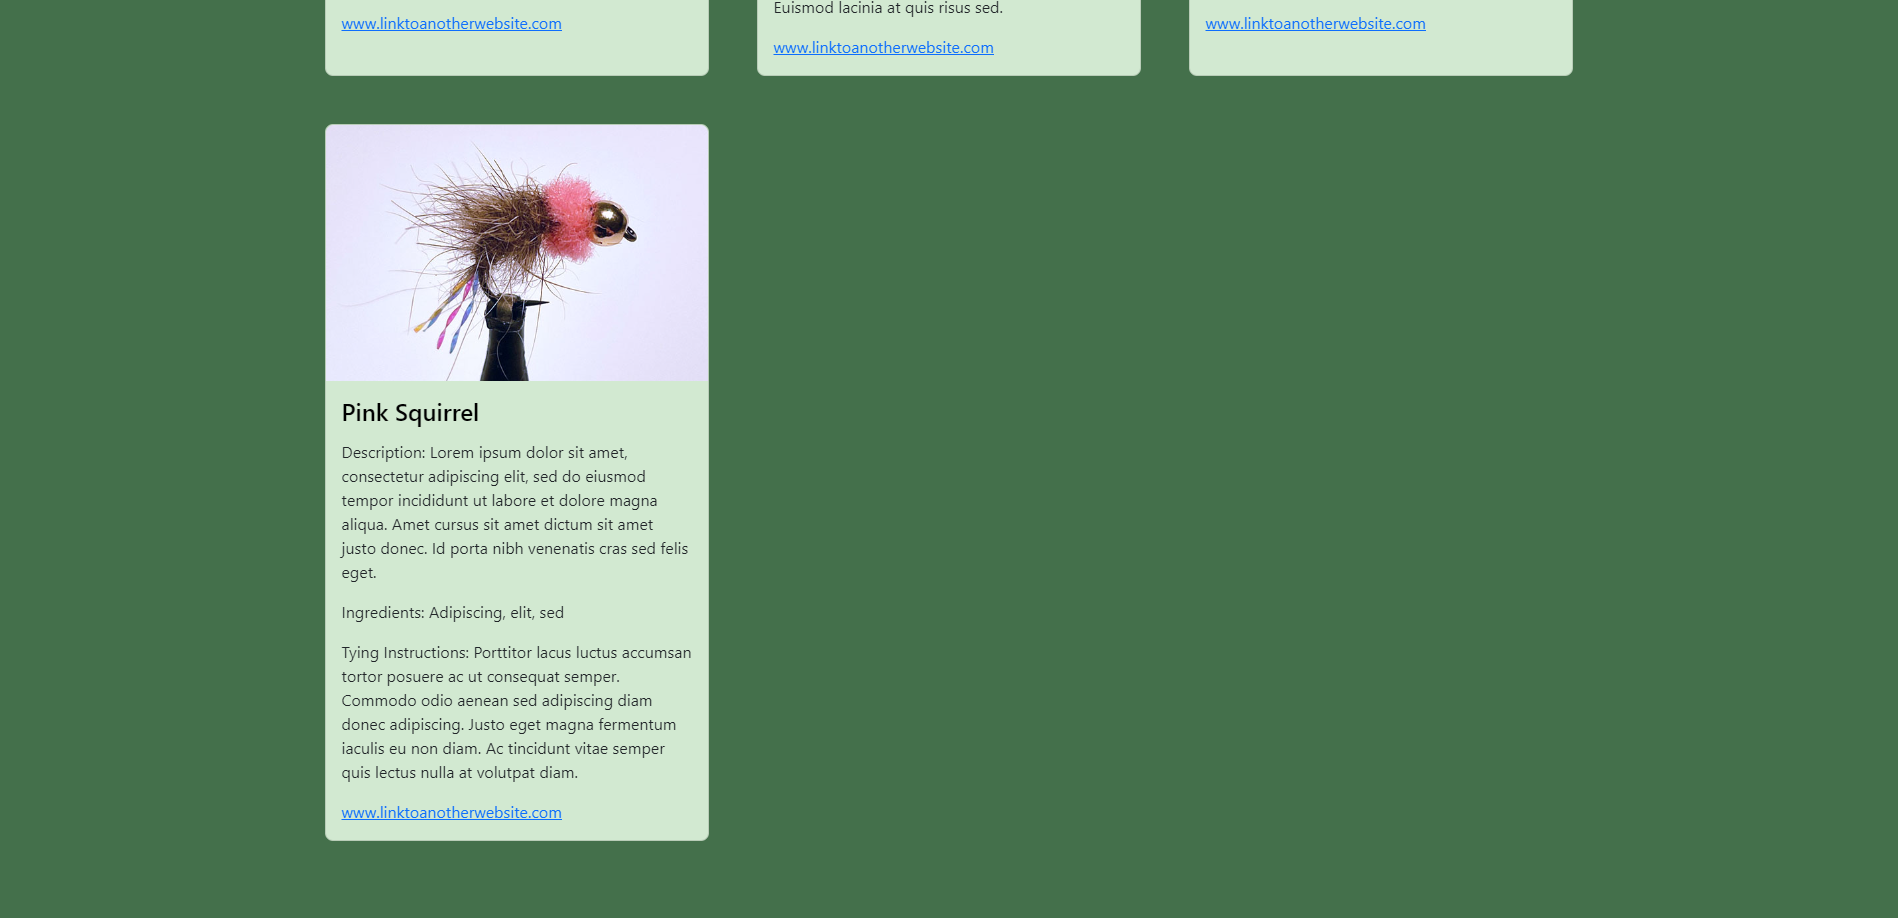 www.linktoanotherwebsite.com
Euismod lacinia at quis risus sed.
www.linktoanotherwebsite.com
www.linktoanotherwebsite.com
Pink Squirrel
Description: Lorem ipsum dolor sit amet,
consectetur adipiscing elit, sed do eiusmod
tempor incididunt ut labore et dolore magna
aliqua. Amet cursus sit amet dictum sit amet
justo donec. Id porta nibh venenatis cras sed felis
eget.
Ingredients: Adipiscing, elit, sed
Tying Instructions: Porttitor lacus luctus accumsan
tortor posuere ac ut consequat semper.
Commodo odio aenean sed adipiscing diam
donec adipiscing. Justo eget magna fermentum
iaculis eu non diam. Ac tincidunt vitae semper
quis lectus nulla at volutpat diam.
www.linktoanotherwebsite.com